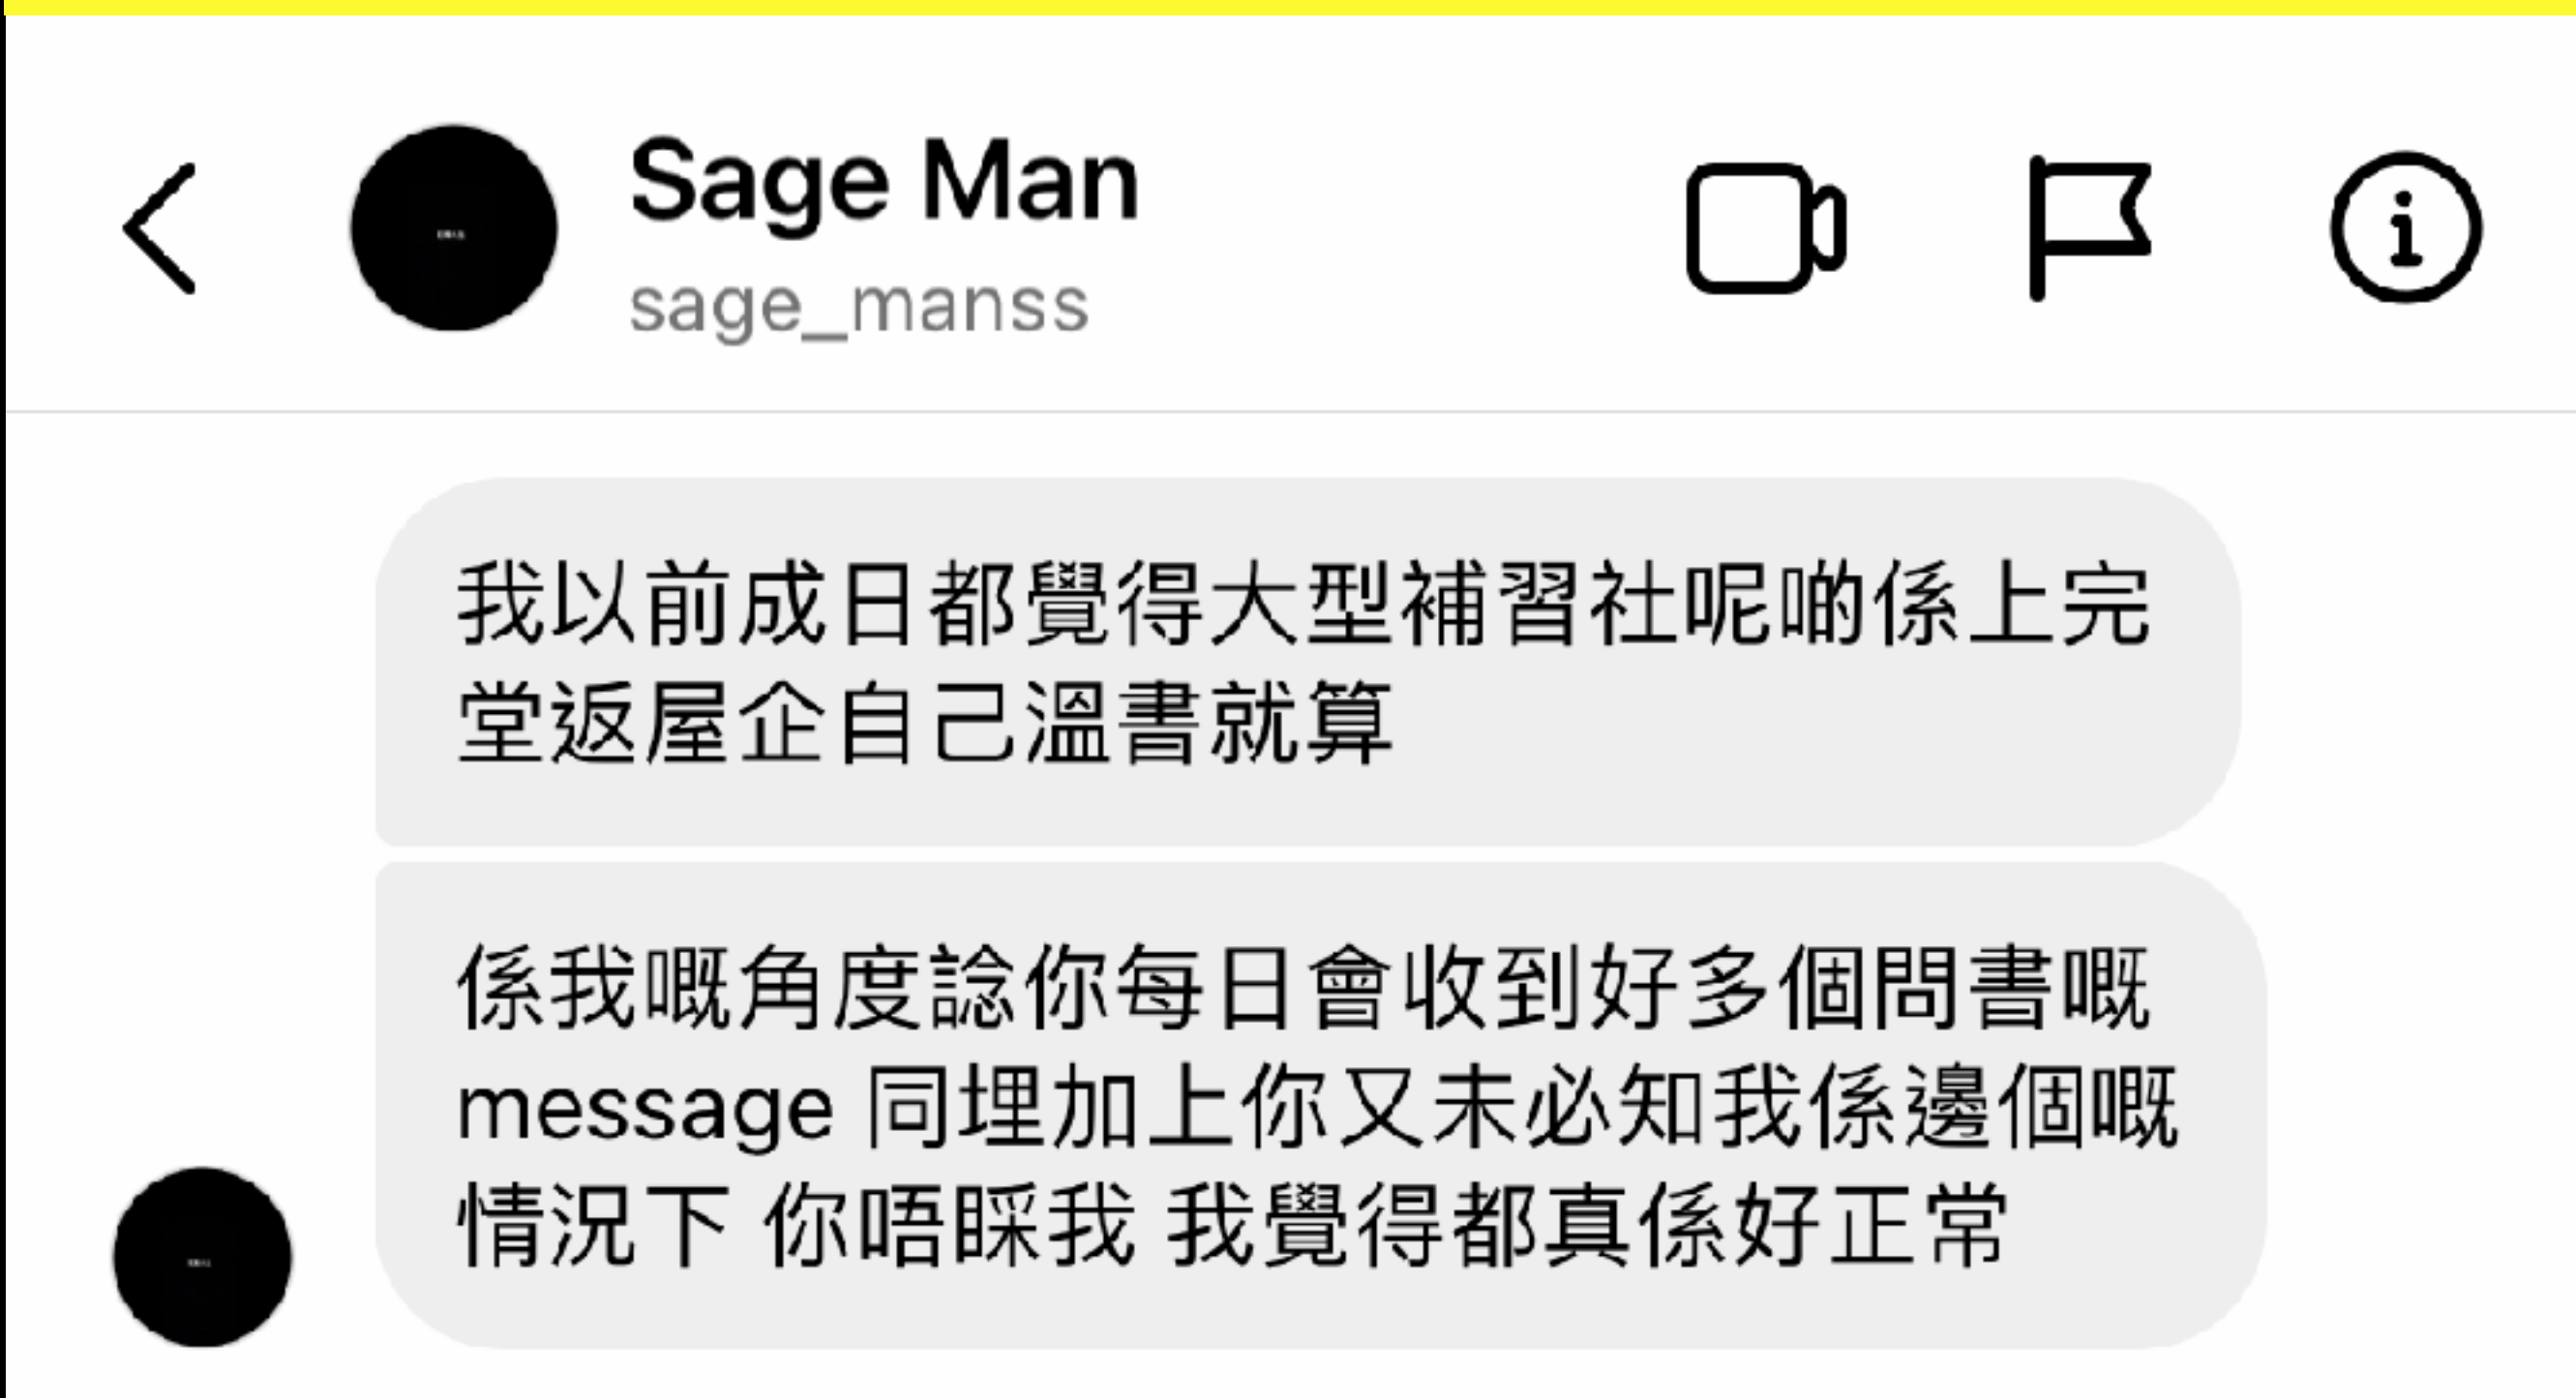 Sage Man
sage_manss
我以前成日都覺得大型補習社呢啲係上完
堂返屋企自己溫書就算
係我嘅角度諗你每日會收到好多個問書嘅
message 同埋加上你又未必知我係邊個嘅
情況下 你唔睬我 我覺得都真係好正常